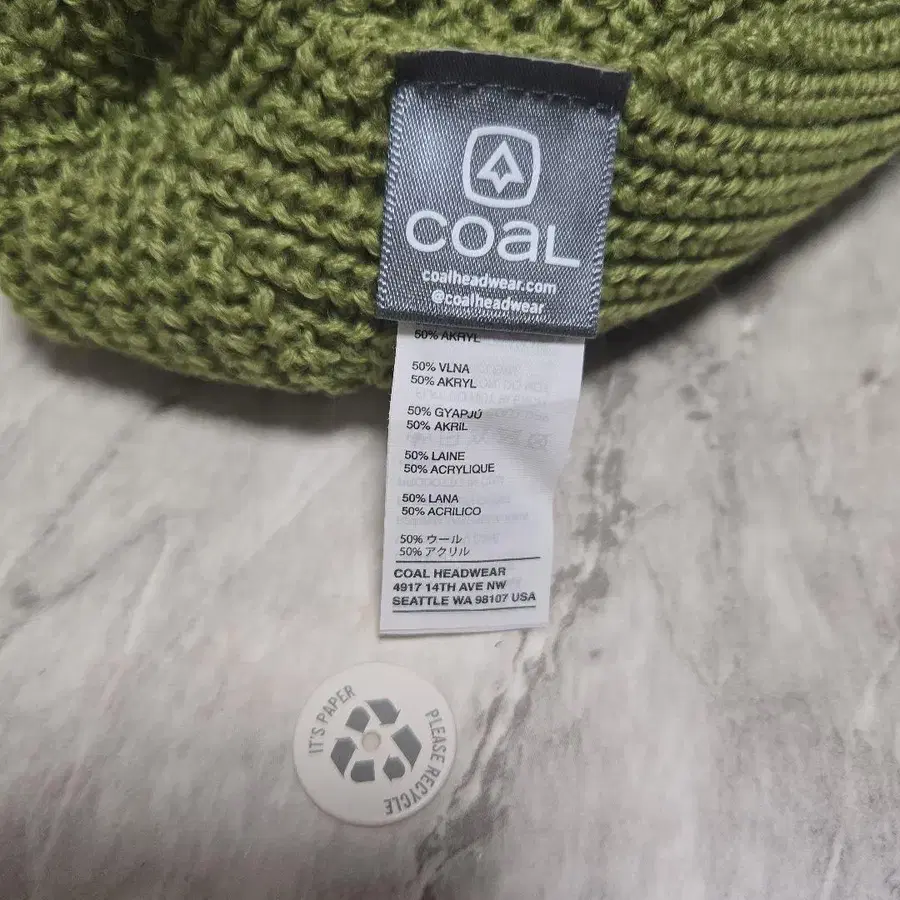 COAL
coalheadwear.com
@coalheadwear
50% AKRYL
50% VLNA
50% AKRYL
50% GYAPJÚ
50% AKRIL
50% LAINE
50% ACRYLIQUE
50% LANA
50% ACRILICO
50% ウール
50% アクリル
COAL HEADWEAR
4917 14TH AVE NW
SEATTLE WA 98107 USA
IT'S PAPER
PLEASE RECYCLE